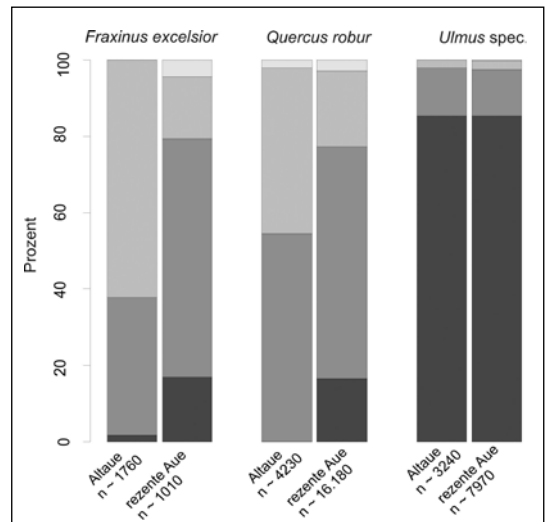 Fraxinus excelsior
Quercus robur
Ulmus spec.
Prozent
100
80
60
40
20
0
Altaue
n ~ 1760
rezente Aue
n ~ 1010
Altaue
n ~ 4230
rezente Aue
n ~ 16.180
Altaue
n ~ 3240
rezente Aue
n ~ 7970